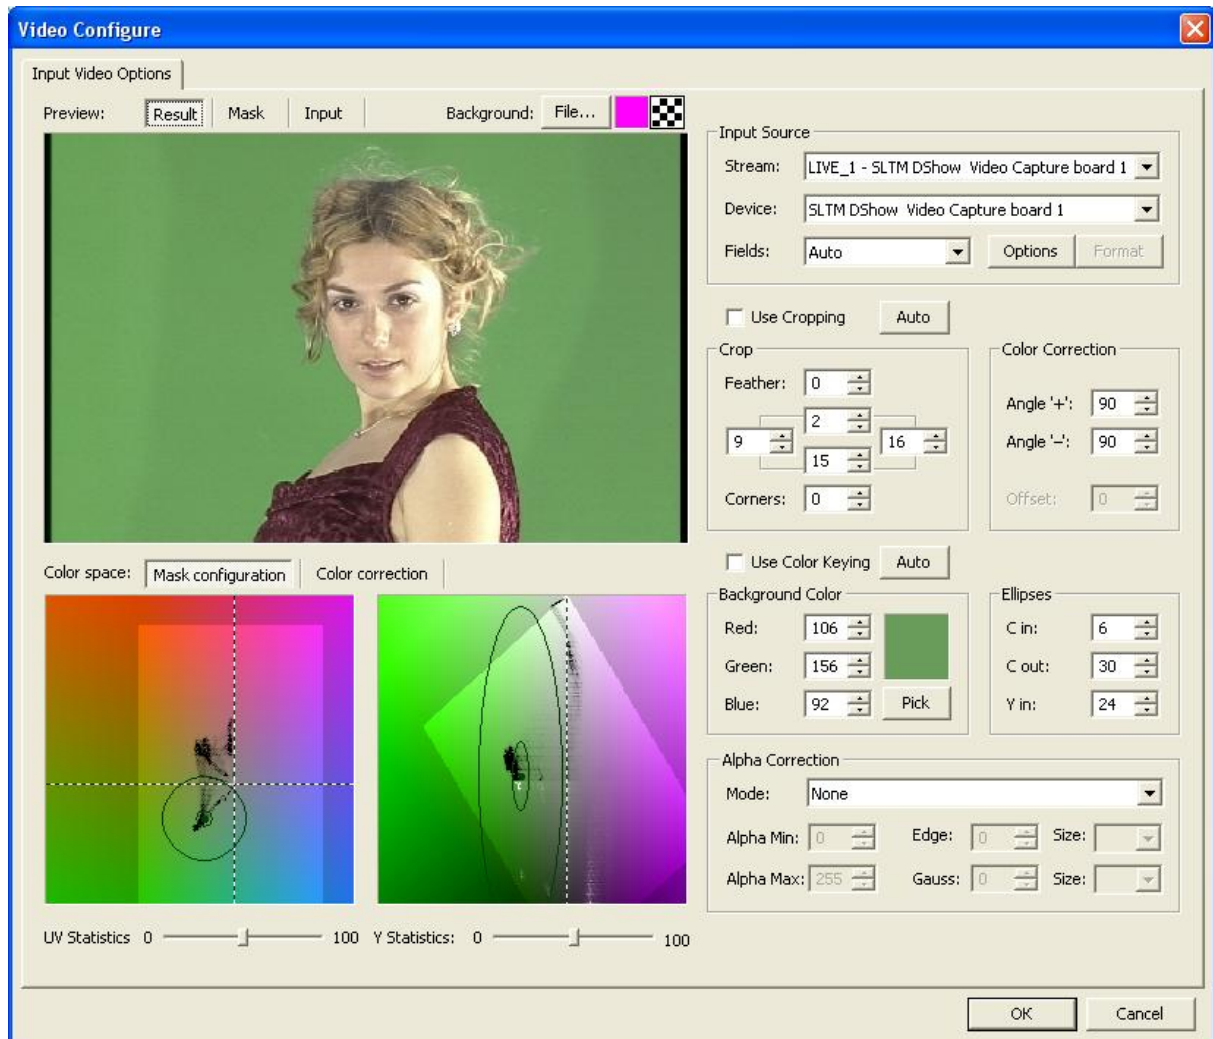 Video Configure
Input Video Options
Preview: Result Mask Input Background: File...
Input Source
Stream: LIVE_1 - SLTM DShow Video Capture board 1
Device: SLTM DShow Video Capture board 1
Fields: Auto Options Format
Use Cropping Auto
Crop
Feather: 0
2
9 16
15
Corners: 0
Color Correction
Angle '+': 90
Angle '-': 90
Offset: 0
Color space: Mask configuration Color correction
Use Color Keying Auto
Background Color
Red: 106
Green: 156
Blue: 92 Pick
Ellipses
C in: 6
C out: 30
Y in: 24
Alpha Correction
Mode: None
Alpha Min: 0 Edge: 0 Size:
Alpha Max: 255 Gauss: 0 Size:
UV Statistics 0 100 Y Statistics: 0 100
OK Cancel